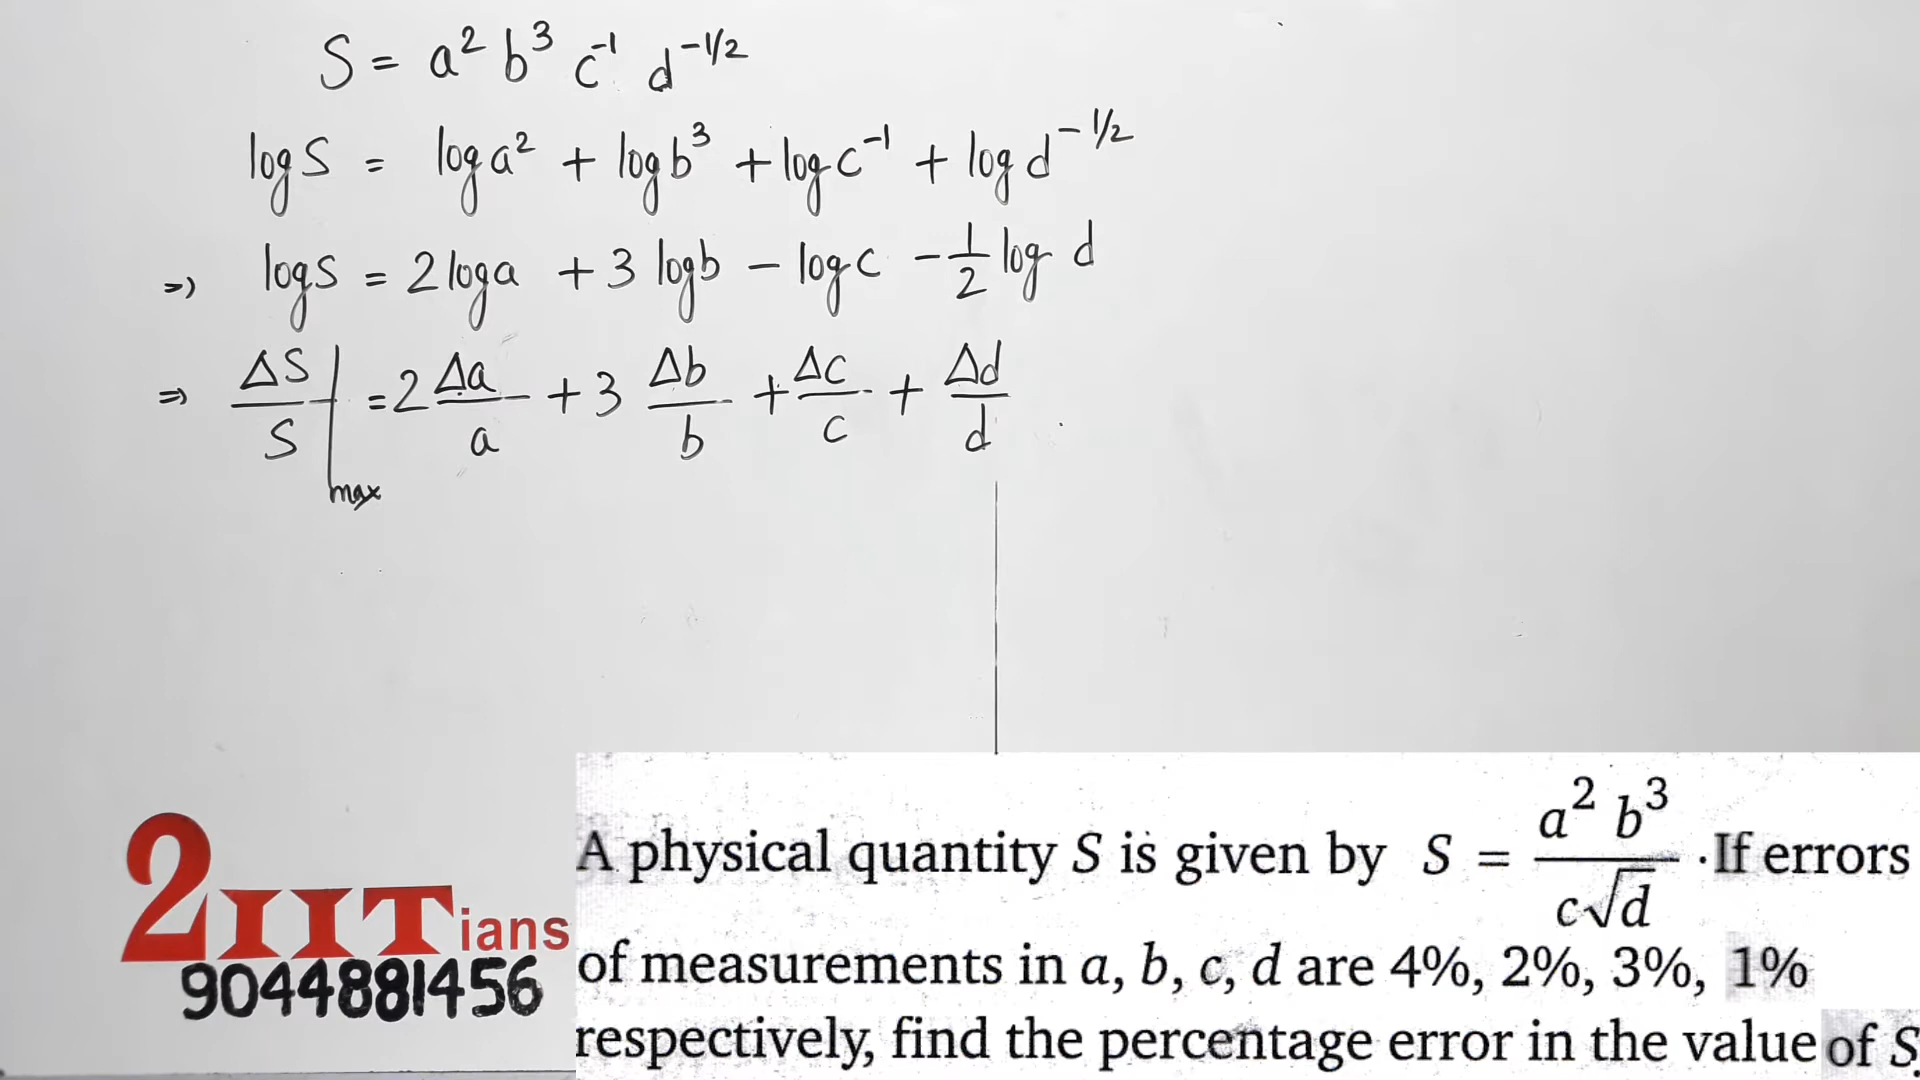 S = a² b³ c⁻¹ d^(-1/2)
log S = log a² + log b³ + log c⁻¹ + log d^(-1/2)
⇒ log S = 2 log a + 3 log b − log c − 1/2 log d
⇒ ΔS/S |max = 2 Δa/a + 3 Δb/b + Δc/c + Δd/d
2IITians
9044881456
A physical quantity S is given by S = a² b³ / c√d . If errors
of measurements in a, b, c, d are 4%, 2%, 3%, 1%
respectively, find the percentage error in the value of S.